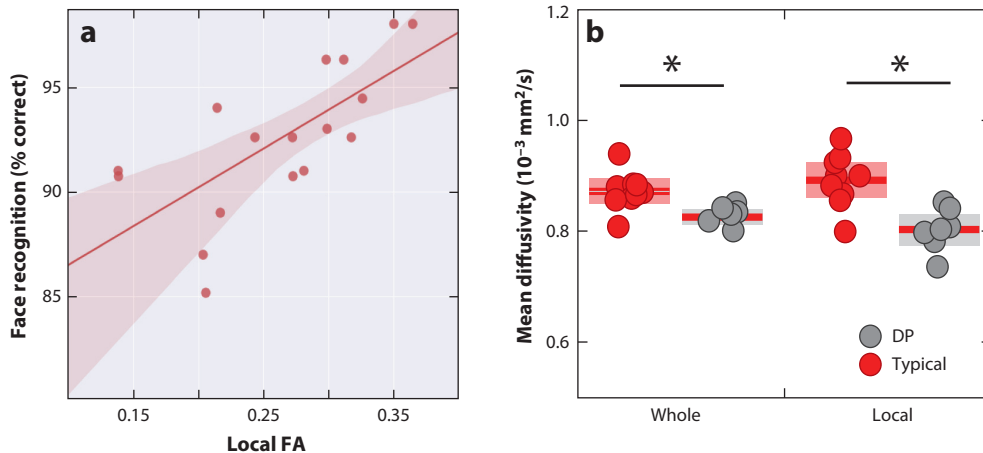 a
Face recognition (% correct)
95
90
85
0.15
0.25
0.35
Local FA
b
Mean diffusivity (10⁻³ mm²/s)
1.2
1.0
0.8
0.6
*
*
DP
Typical
Whole
Local